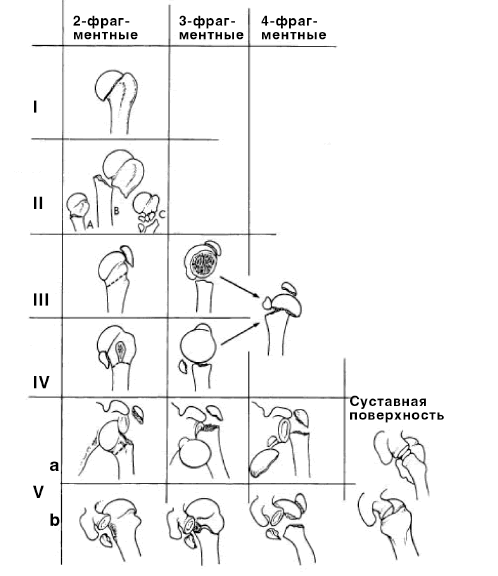 2-фраг-
ментные
3-фраг-
ментные
4-фраг-
ментные
I
II
A
B
C
III
IV
Суставная
поверхность
a
V
b